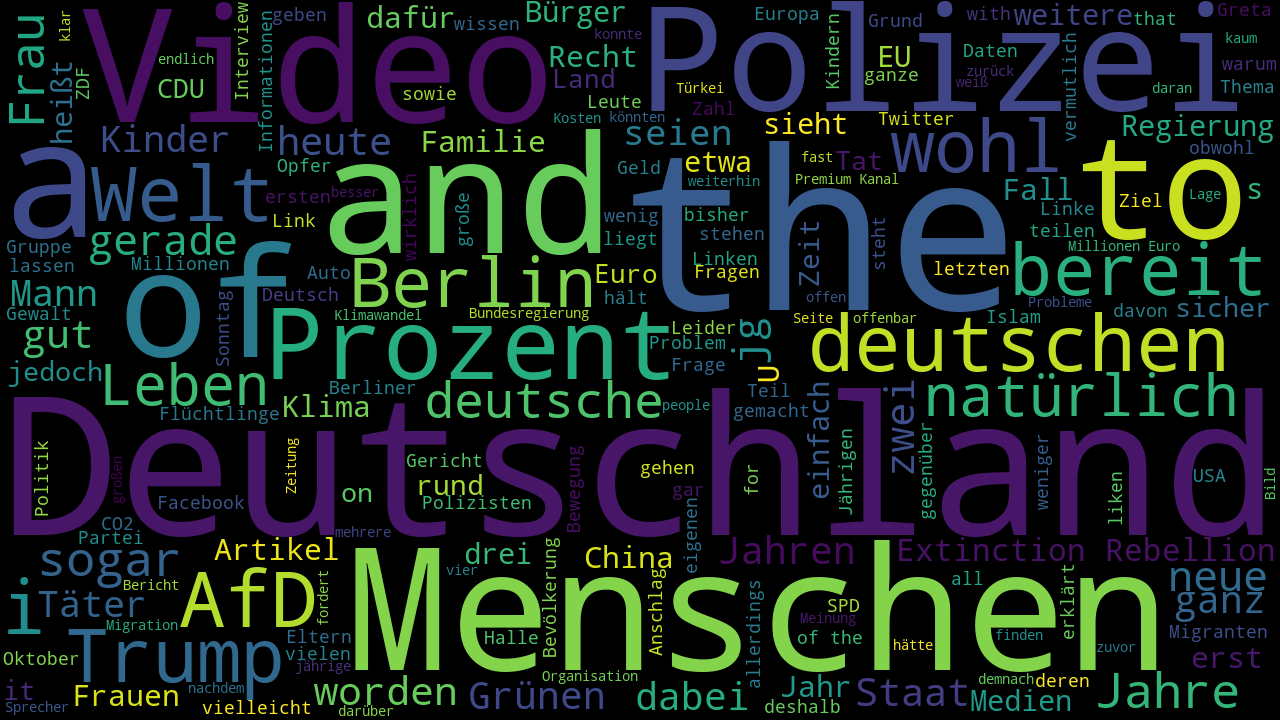 Video
Polizei
Frau
klar
heißt
ZDF
endlich
CDU
Interview
Informationen
geben
dafür
wissen
sowie
Bürger
konnte
Recht
Land
Leute
Kosten
könnten
Türkei
Zahl
Europa
Grund
EU
ganze
Kindern
with
weitere
that
Greta
kaum
Daten
zurück
weiß
warum
Thema
daran
vermutlich
Kinder
heute
Familie
seien
sieht
Twitter
wohl
Regierung
obwohl
a
Welt
Opfer
ersten
besser
Link
and
wirklich
große
Geld
etwa
weiterhin
fast
Tat
Premium Kanal
the
Fall
Linke
teilen
to
Ziel
Lage
s
wenig
bisher
liegt
stehen
Linken
Fragen
Zeit
steht
letzten
Millionen Euro
bereit
Gruppe
lassen
gerade
Millionen
of
Auto
Deutsch
Berlin
Euro
hält
offen
Probleme
davon
sicher
Mann
Gewalt
gut
Sonntag
Klimawandel
Bundesregierung
Prozent
Leider
Problem
Frage
ujg
u
Seite
offenbar
Islam
deutschen
jedoch
Leben
Flüchtlinge
Berliner
Klima
deutsche
people
Teil
gemacht
einfach
zwei
natürlich
Deutschland
Politik
großen
Zeitung
Facebook
Gericht
rund
on
Polizisten
Bewegung
gehen
gar
for
Jährigen
gegenüber
weniger
liken
USA
Bild
CO2
Partei
mehrere
sogar
Artikel
drei
vier
Bevölkerung
China
eigenen
Jahren
Extinction Rebellion
i
Täter
Bericht
Migration
AfD
fordert
Menschen
Halle
Anschlag
allerdings
SPD
Meinung
of the
hätte
all
finden
erklärt
zuvor
neue
ganz
Migranten
erst
Oktober
Trump
Eltern
vielen
jährige
Organisation
it
Sprecher
Frauen
nachdem
vielleicht
worden
darüber
Grünen
dabei
Jahr
deshalb
Staat
demnach
deren
Medien
Jahre